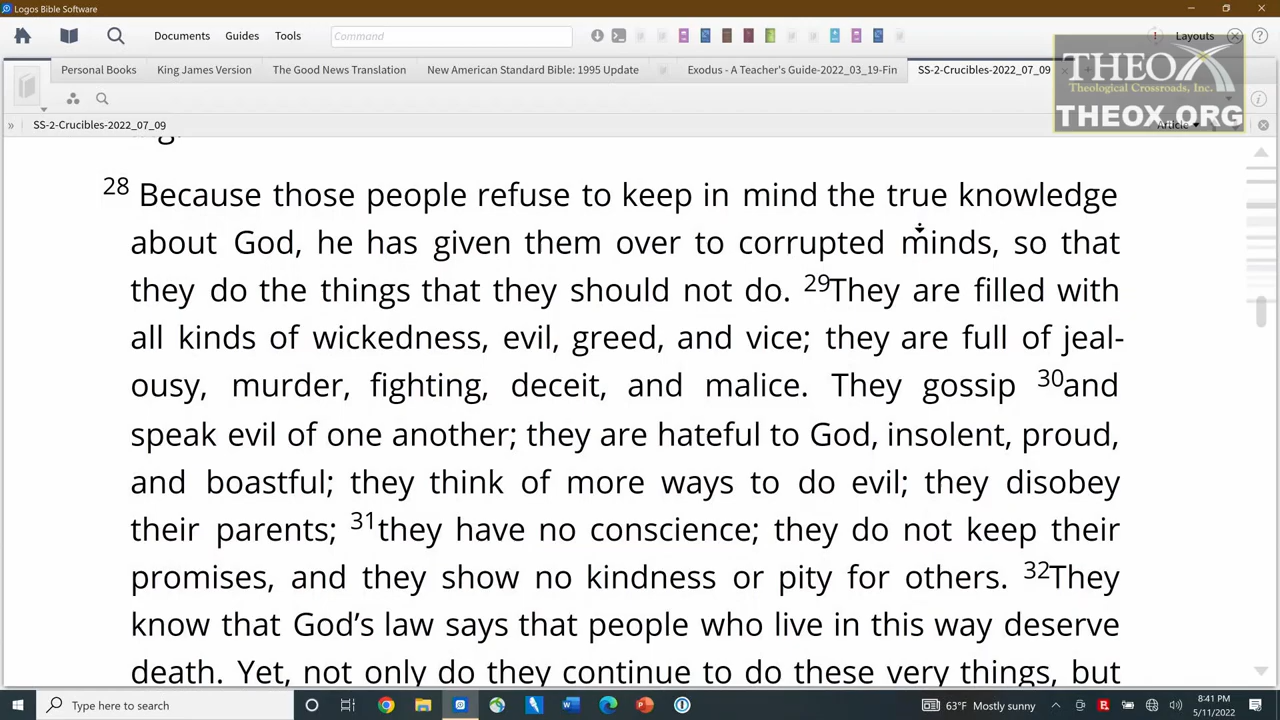 Logos Bible Software
Documents Guides Tools Command Layouts
Personal Books King James Version The Good News Translation New American Standard Bible: 1995 Update Exodus - A Teacher's Guide-2022_03_19-Fin SS-2-Crucibles-2022_07_09
THEOX
Theological Crossroads, Inc.
THEOX.ORG
SS-2-Crucibles-2022_07_09 Article
28 Because those people refuse to keep in mind the true knowledge
about God, he has given them over to corrupted minds, so that
they do the things that they should not do. 29They are filled with
all kinds of wickedness, evil, greed, and vice; they are full of jeal-
ousy, murder, fighting, deceit, and malice. They gossip 30and
speak evil of one another; they are hateful to God, insolent, proud,
and boastful; they think of more ways to do evil; they disobey
their parents; 31they have no conscience; they do not keep their
promises, and they show no kindness or pity for others. 32They
know that God's law says that people who live in this way deserve
death. Yet, not only do they continue to do these very things, but
Type here to search 63°F Mostly sunny 8:41 PM
5/11/2022